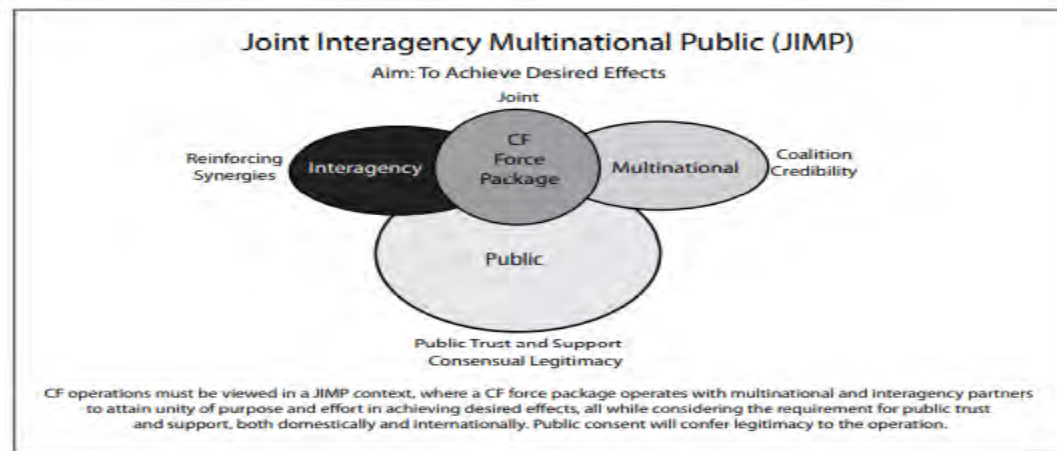 Joint Interagency Multinational Public (JIMP)
Aim: To Achieve Desired Effects
Joint
CF
Force
Package
Reinforcing
Synergies
Interagency
Multinational
Coalition
Credibility
Public
Public Trust and Support
Consensual Legitimacy
CF operations must be viewed in a JIMP context, where a CF force package operates with multinational and interagency partners
to attain unity of purpose and effort in achieving desired effects, all while considering the requirement for public trust
and support, both domestically and internationally. Public consent will confer legitimacy to the operation.